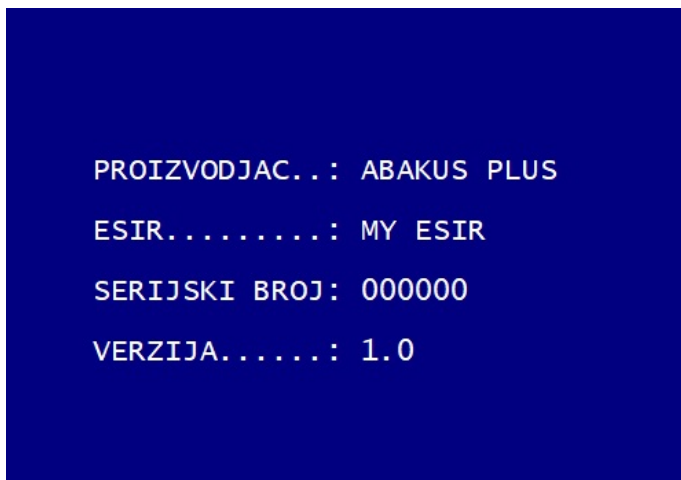 PROIZVODJAC..: ABAKUS PLUS
ESIR.........: MY ESIR
SERIJSKI BROJ: 000000
VERZIJA......: 1.0